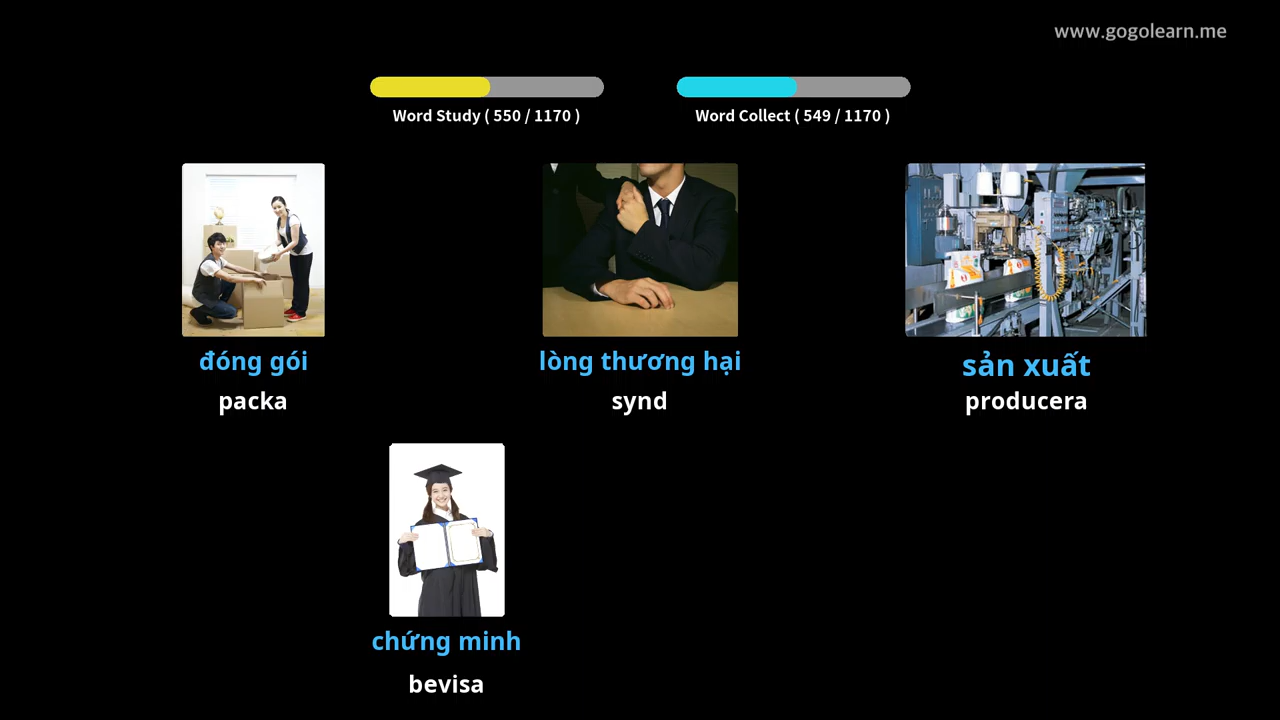 www.gogolearn.me
Word Study ( 550 / 1170 )
Word Collect ( 549 / 1170 )
đóng gói
packa
lòng thương hại
synd
sản xuất
producera
chứng minh
bevisa